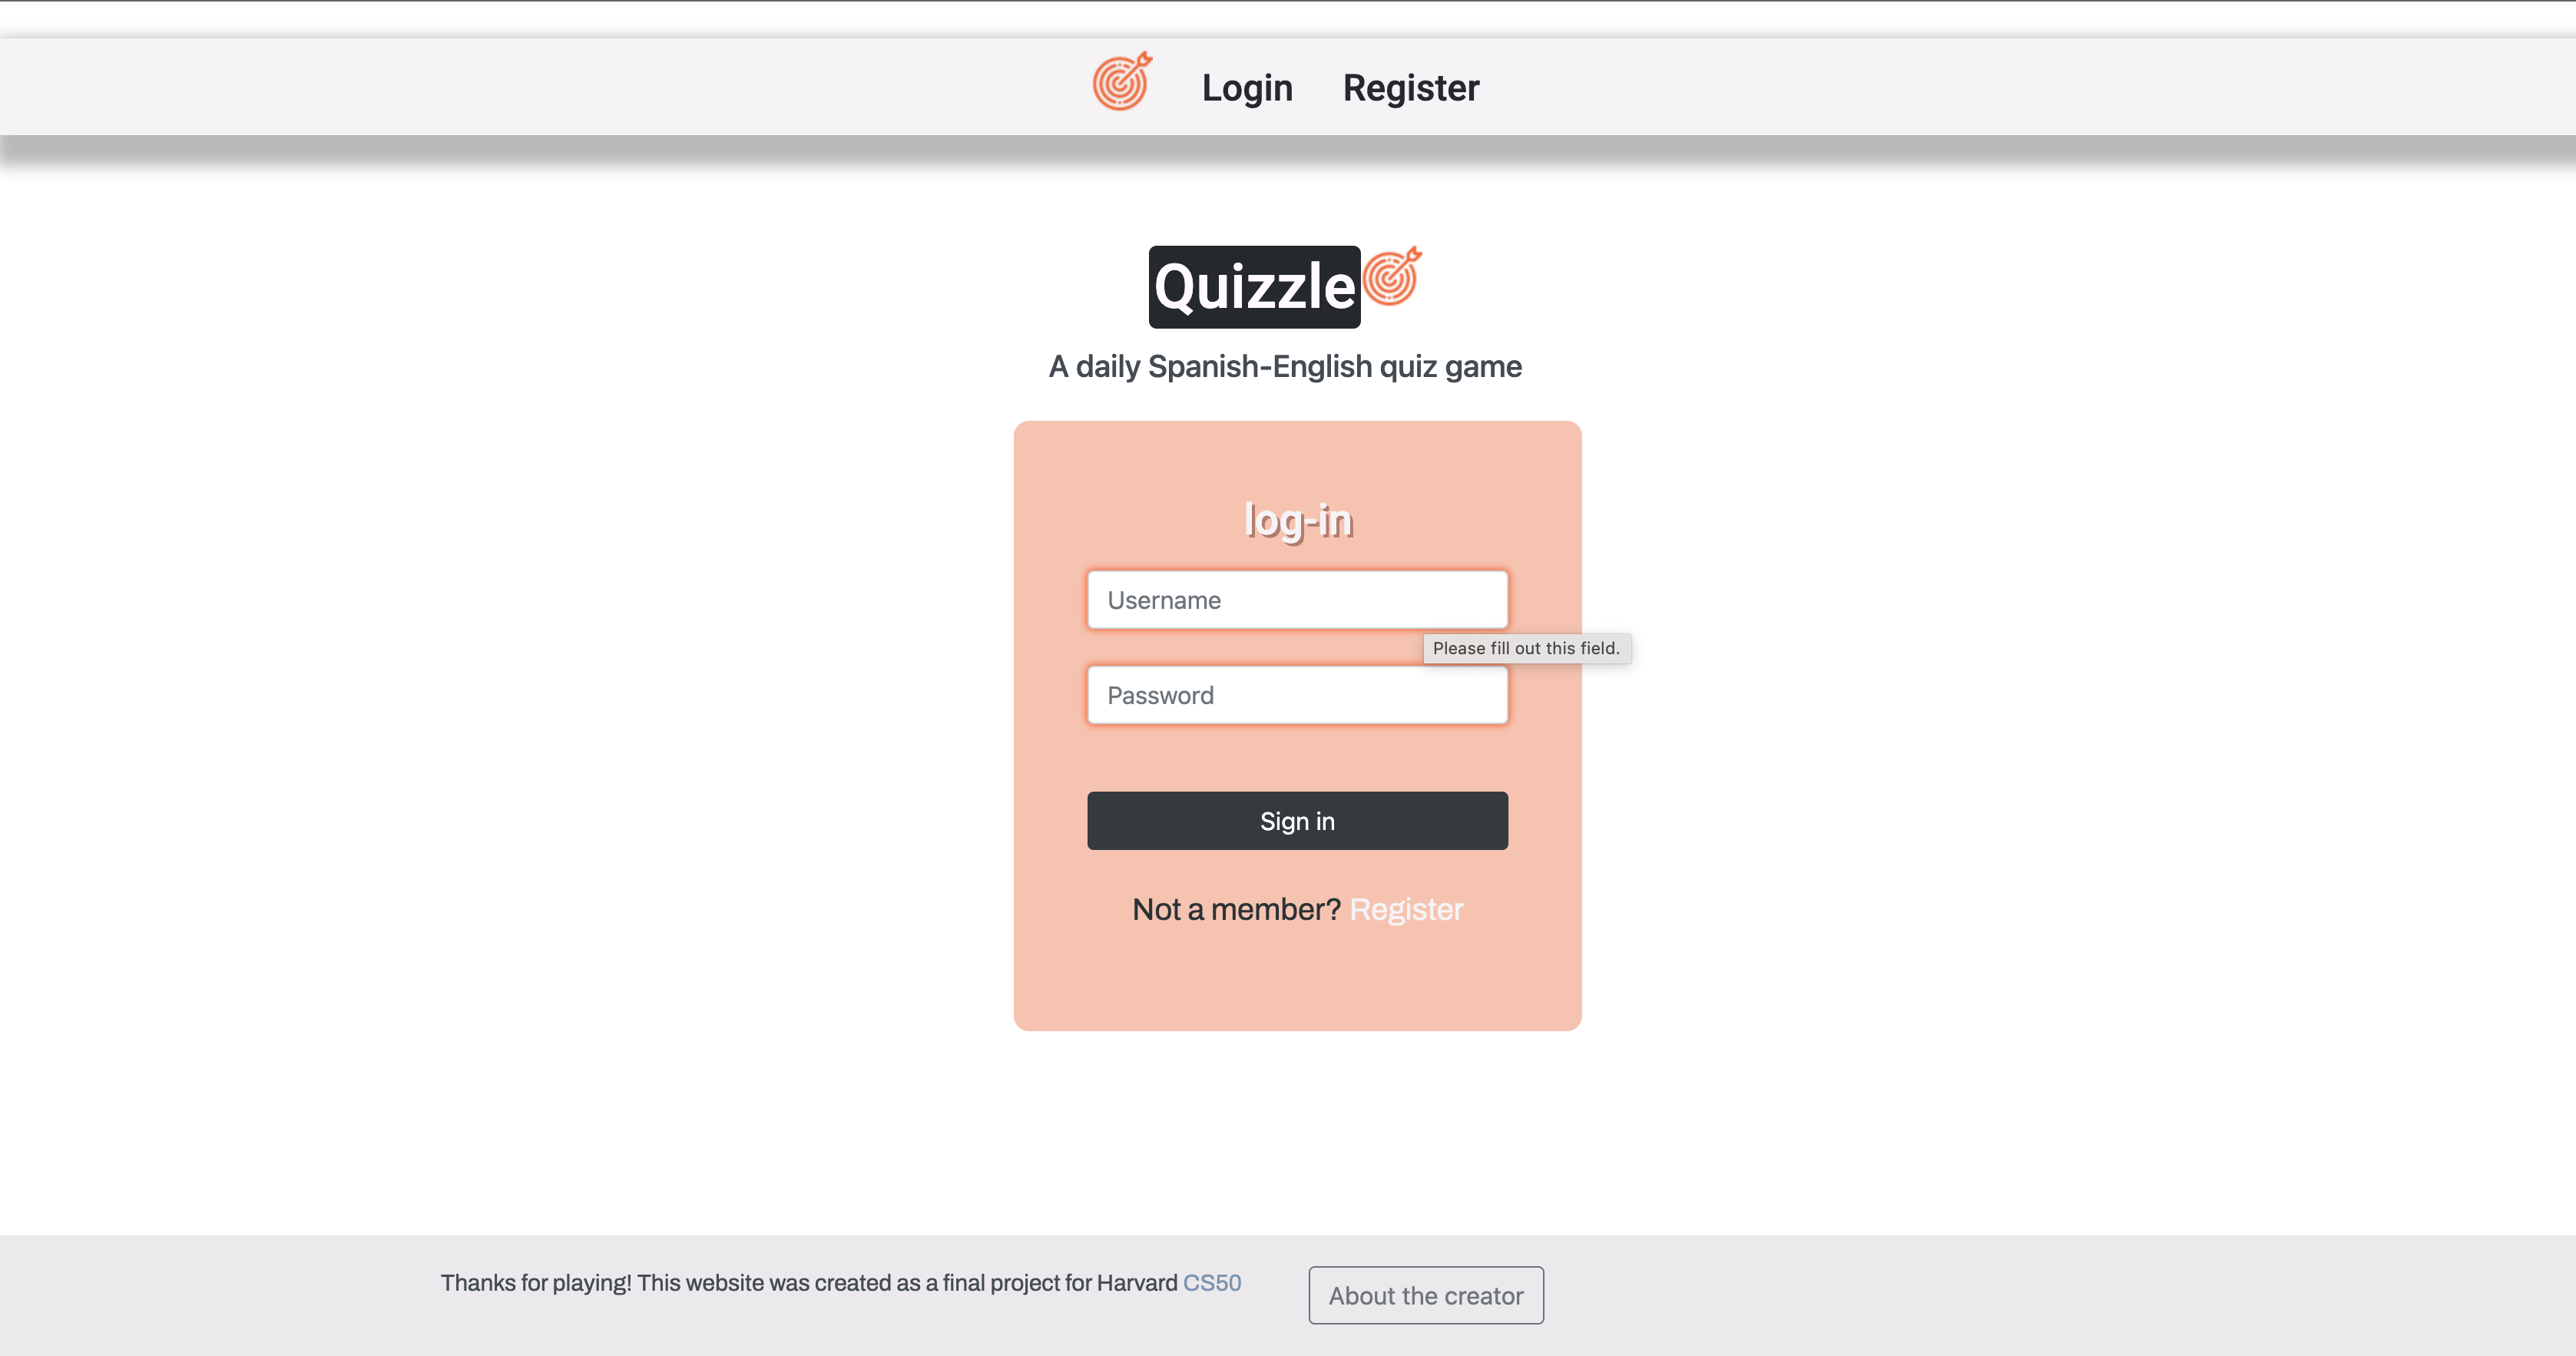 Login Register
Quizzle
A daily Spanish-English quiz game
log-in
Username
Please fill out this field.
Password
Sign in
Not a member? Register
Thanks for playing! This website was created as a final project for Harvard CS50
About the creator